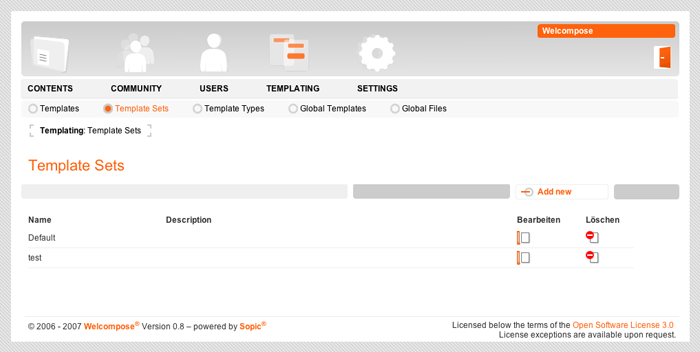 Welcompose
CONTENTS COMMUNITY USERS TEMPLATING SETTINGS
Templates Template Sets Template Types Global Templates Global Files
Templating: Template Sets
Template Sets
Add new
Name Description Bearbeiten Löschen
Default
test
© 2006 - 2007 Welcompose® Version 0.8 – powered by Sopic®
Licensed below the terms of the Open Software License 3.0
License exceptions are available upon request.